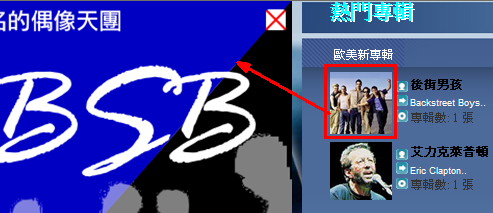 名的偶像天團
BSB
熱門專輯
歐美新專輯
後街男孩
Backstreet Boys..
專輯數: 1 張
艾力克萊普頓
Eric Clapton..
專輯數: 1 張